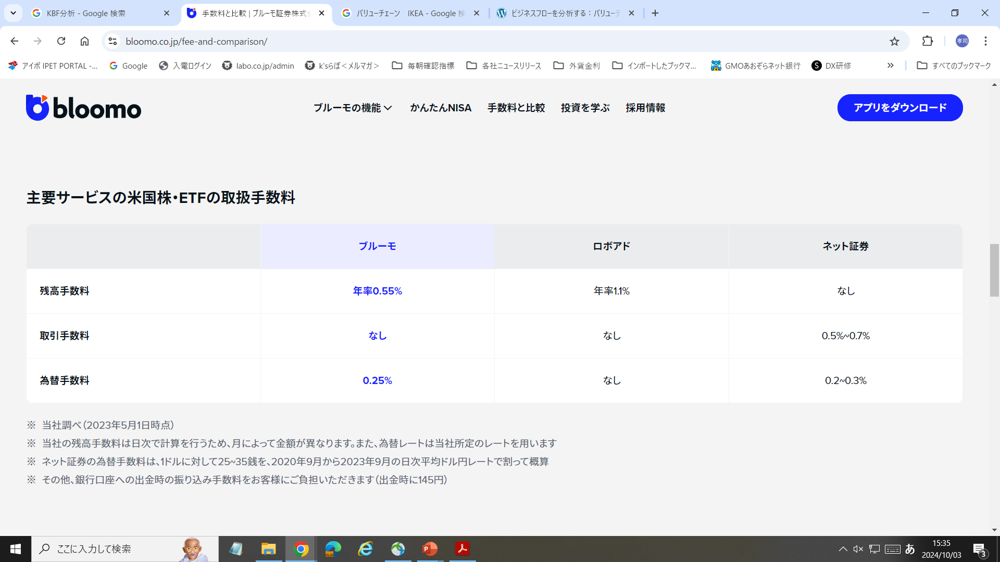 KBF分析 - Google 検索
手数料と比較 | ブルーモ証券株式会
バリューチェーン　IKEA - Google 検
ビジネスフローを分析する：バリューチ
bloomo.co.jp/fee-and-comparison/
孝司
アイポ IPET PORTAL -...
Google
入電ログイン
labo.co.jp/admin
k'sらぼ＜メルマガ＞
毎朝確認指標
各社ニュースリリース
外貨金利
インポートしたブックマ...
GMOあおぞらネット銀行
DX研修
すべてのブックマーク
bloomo
ブルーモの機能
かんたんNISA
手数料と比較
投資を学ぶ
採用情報
アプリをダウンロード
主要サービスの米国株・ETFの取扱手数料
ブルーモ
ロボアド
ネット証券
残高手数料
年率0.55%
年率1.1%
なし
取引手数料
なし
なし
0.5%~0.7%
為替手数料
0.25%
なし
0.2~0.3%
※ 当社調べ（2023年5月1日時点）
※ 当社の残高手数料は日次で計算を行うため、月によって金額が異なります。また、為替レートは当社所定のレートを用います
※ ネット証券の為替手数料は、1ドルに対して25~35銭を、2020年9月から2023年9月の日次平均ドル円レートで割って概算
※ その他、銀行口座への出金時の振り込み手数料をお客様にご負担いただきます（出金時に145円）
ここに入力して検索
あ
15:35
2024/10/03
3